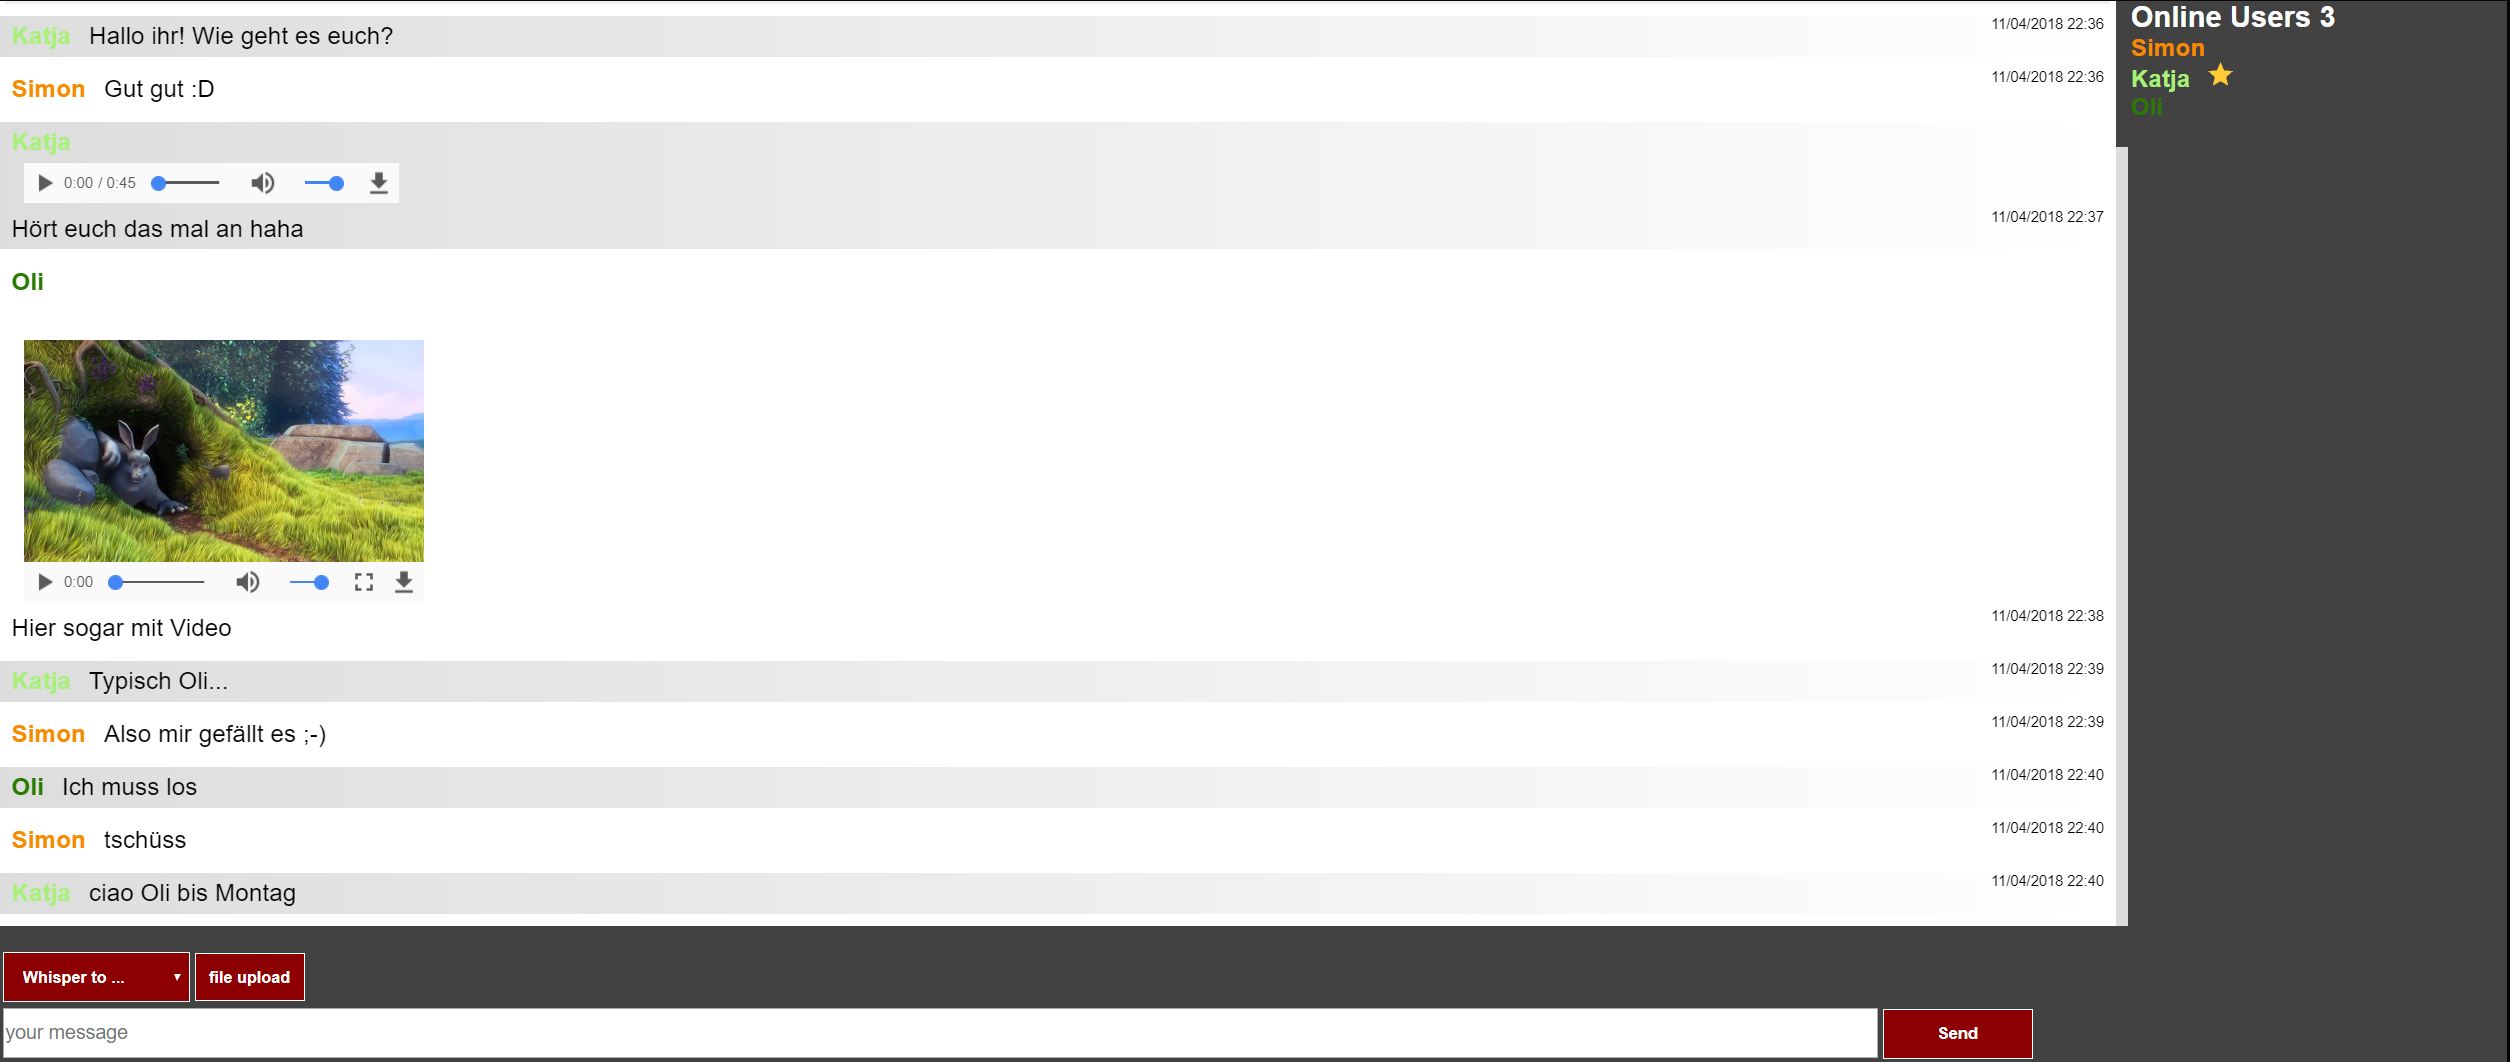 Katja Hallo ihr! Wie geht es euch? 11/04/2018 22:36
Simon Gut gut :D 11/04/2018 22:36
Katja
0:00 / 0:45
Hört euch das mal an haha 11/04/2018 22:37
Oli
0:00
Hier sogar mit Video 11/04/2018 22:38
Katja Typisch Oli... 11/04/2018 22:39
Simon Also mir gefällt es ;-) 11/04/2018 22:39
Oli Ich muss los 11/04/2018 22:40
Simon tschüss 11/04/2018 22:40
Katja ciao Oli bis Montag 11/04/2018 22:40
Online Users 3
Simon
Katja
Oli
Whisper to ... file upload
your message Send